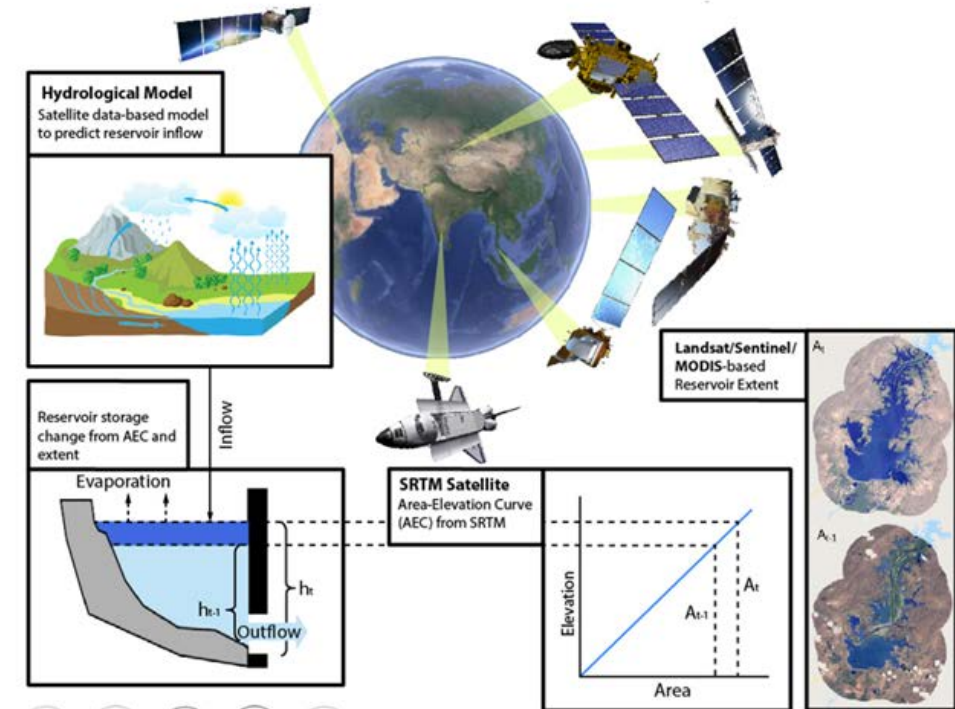 Hydrological Model
Satellite data-based model
to predict reservoir inflow
Landsat/Sentinel/
MODIS-based
Reservoir Extent
At
At-1
Reservoir storage
change from AEC and
extent
Inflow
Evaporation
ht-1
ht
Outflow
SRTM Satellite
Area-Elevation Curve
(AEC) from SRTM
Elevation
At-1
At
Area